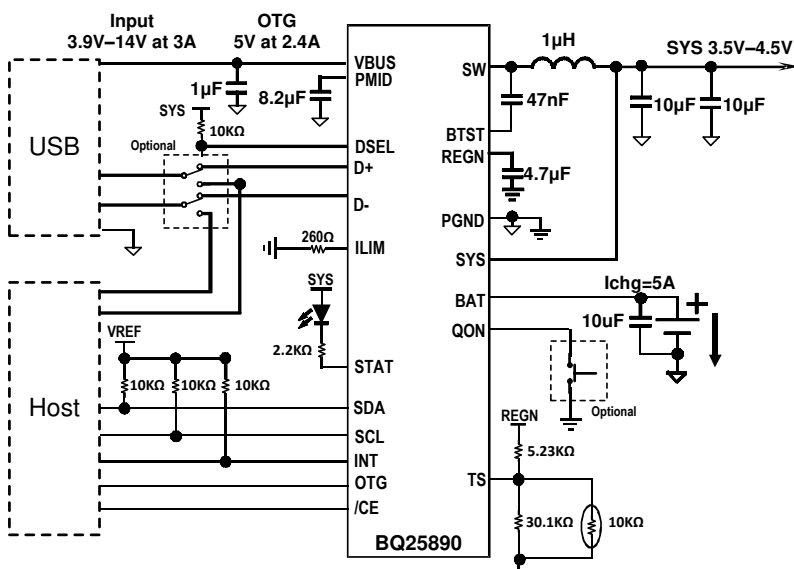 Input
3.9V–14V at 3A
OTG
5V at 2.4A
VBUS
PMID
1µF
8.2µF
SYS
10KΩ
Optional
DSEL
D+
D-
USB
260Ω
ILIM
SYS
2.2KΩ
STAT
VREF
10KΩ
10KΩ
10KΩ
Host
SDA
SCL
INT
OTG
/CE
BQ25890
SW
1µH
SYS 3.5V–4.5V
47nF
10µF
10µF
BTST
REGN
4.7µF
PGND
SYS
BAT
Ichg=5A
10uF
+
QON
Optional
REGN
5.23KΩ
TS
30.1KΩ
10KΩ